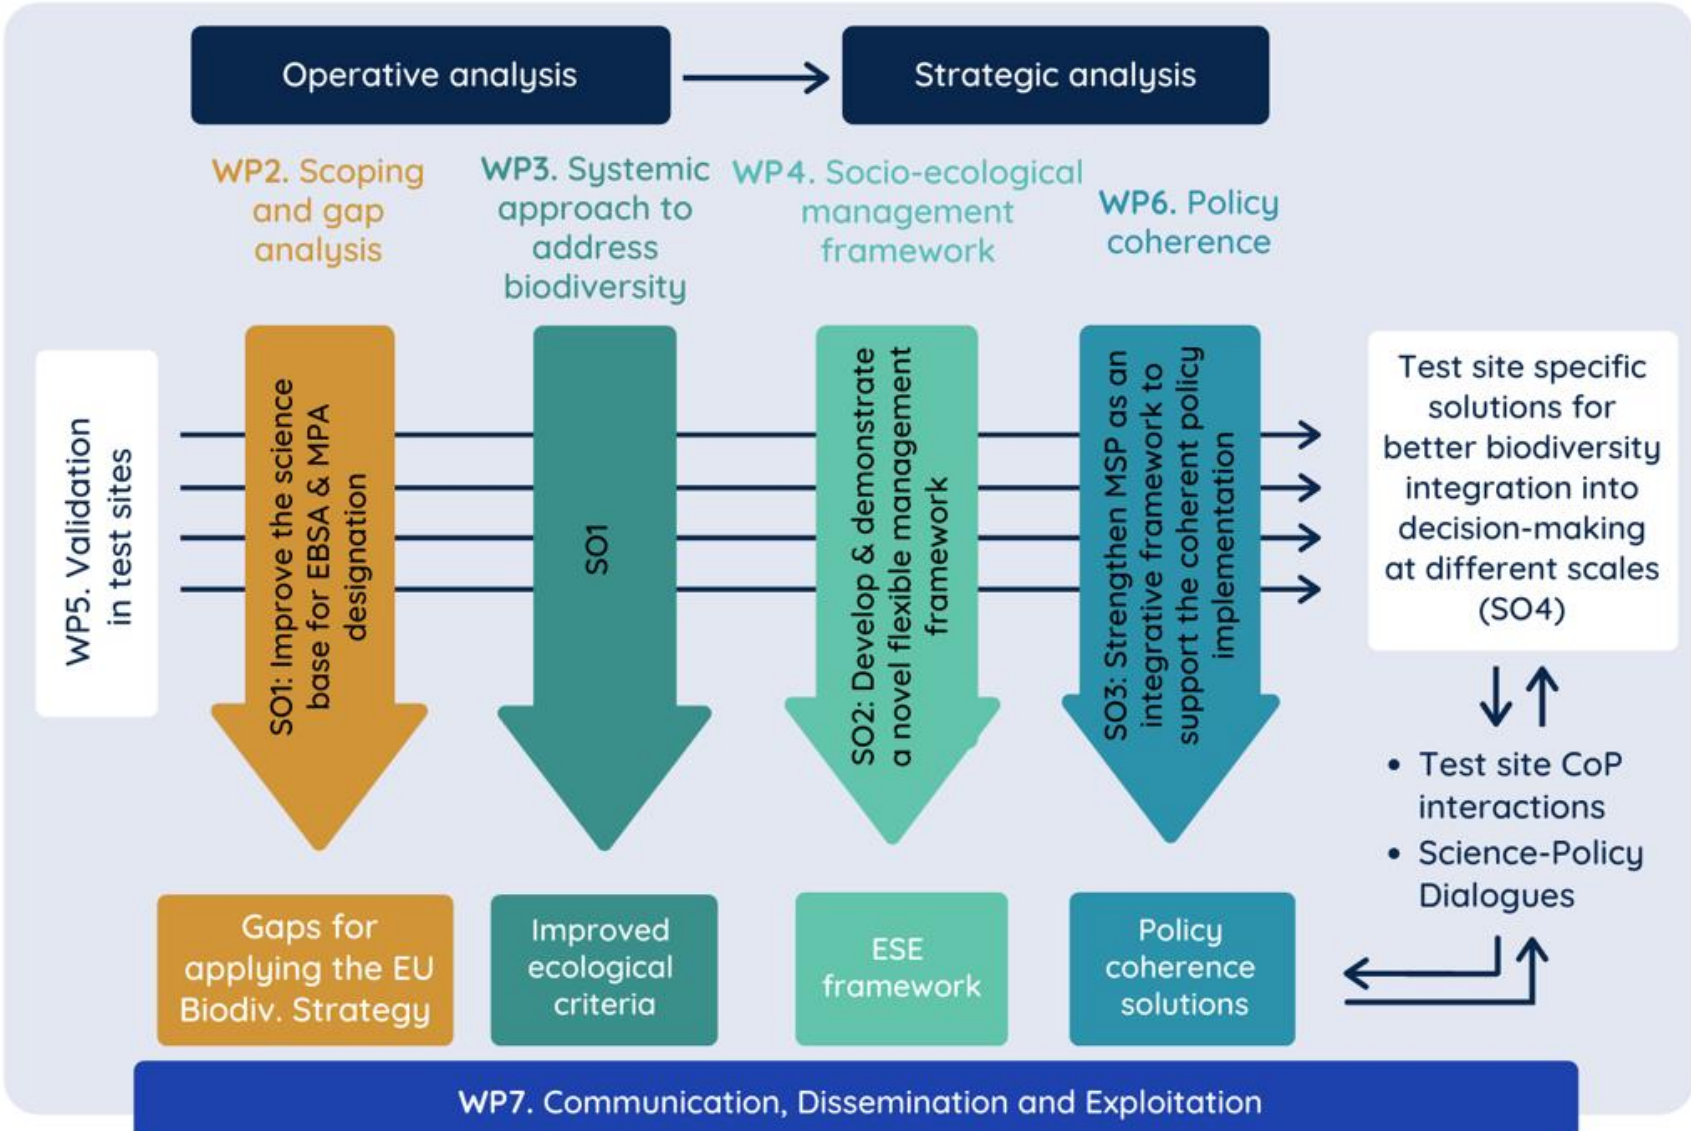 Operative analysis
Strategic analysis
WP2. Scoping
and gap
analysis
WP3. Systemic
approach to
address
biodiversity
WP4. Socio-ecological
management
framework
WP6. Policy
coherence
WP5. Validation
in test sites
SO1: Improve the science
base for EBSA & MPA
designation
SO1
SO2: Develop & demonstrate
a novel flexible management
framework
SO3: Strengthen MSP as an
integrative framework to
support the coherent policy
implementation
Test site specific
solutions for
better biodiversity
integration into
decision-making
at different scales
(SO4)
• Test site CoP
interactions
• Science-Policy
Dialogues
Gaps for
applying the EU
Biodiv. Strategy
Improved
ecological
criteria
ESE
framework
Policy
coherence
solutions
WP7. Communication, Dissemination and Exploitation